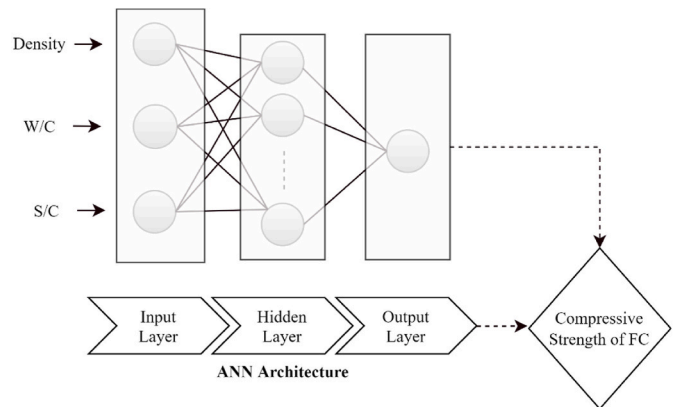 Density
W/C
S/C
Input
Layer
Hidden
Layer
Output
Layer
Compressive
Strength of FC
ANN Architecture